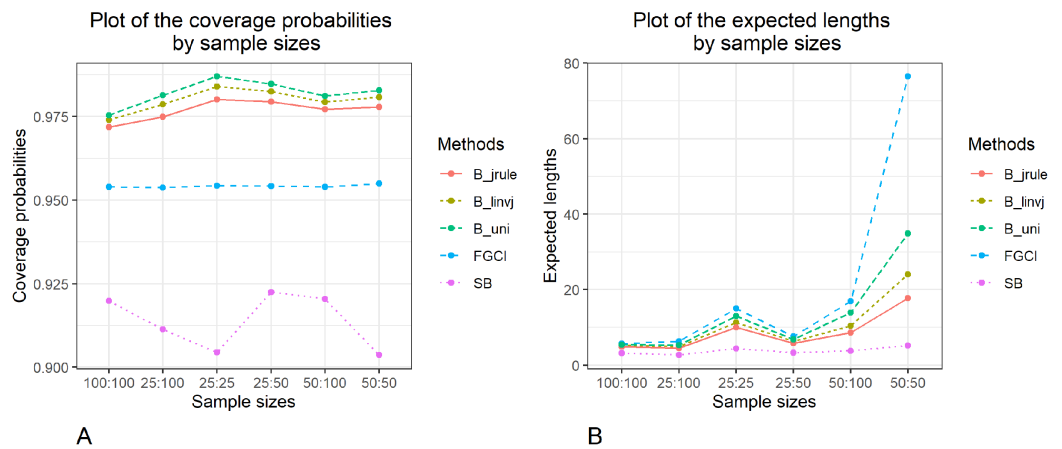 Plot of the coverage probabilities
by sample sizes
Coverage probabilities
0.975
0.950
0.925
0.900
100:100 25:100 25:25 25:50 50:100 50:50
Sample sizes
Methods
B_jrule
B_linvj
B_uni
FGCI
SB
A
Plot of the expected lengths
by sample sizes
Expected lengths
80
60
40
20
0
100:100 25:100 25:25 25:50 50:100 50:50
Sample sizes
Methods
B_jrule
B_linvj
B_uni
FGCI
SB
B